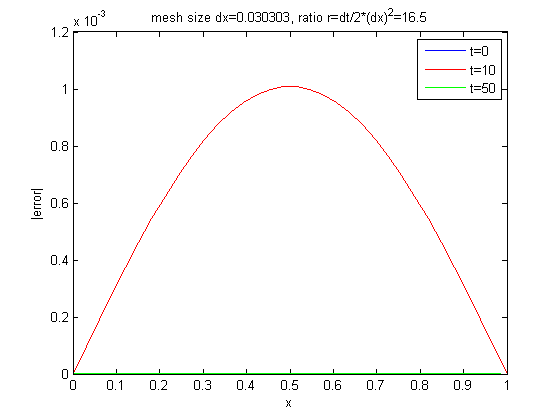 mesh size dx=0.030303, ratio r=dt/2*(dx)²=16.5
x 10⁻³
1.2
1
0.8
0.6
0.4
0.2
0
|error|
t=0
t=10
t=50
0 0.1 0.2 0.3 0.4 0.5 0.6 0.7 0.8 0.9 1
x